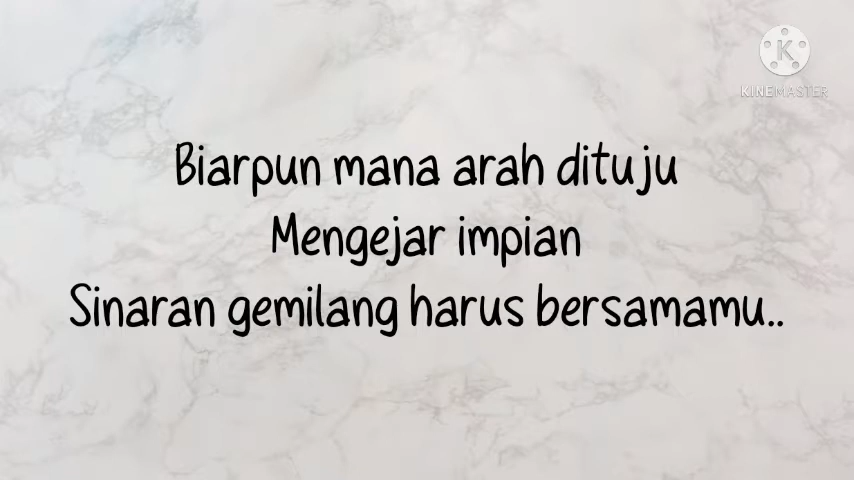 KINEMASTER
Biarpun mana arah dituju
Mengejar impian
Sinaran gemilang harus bersamamu..